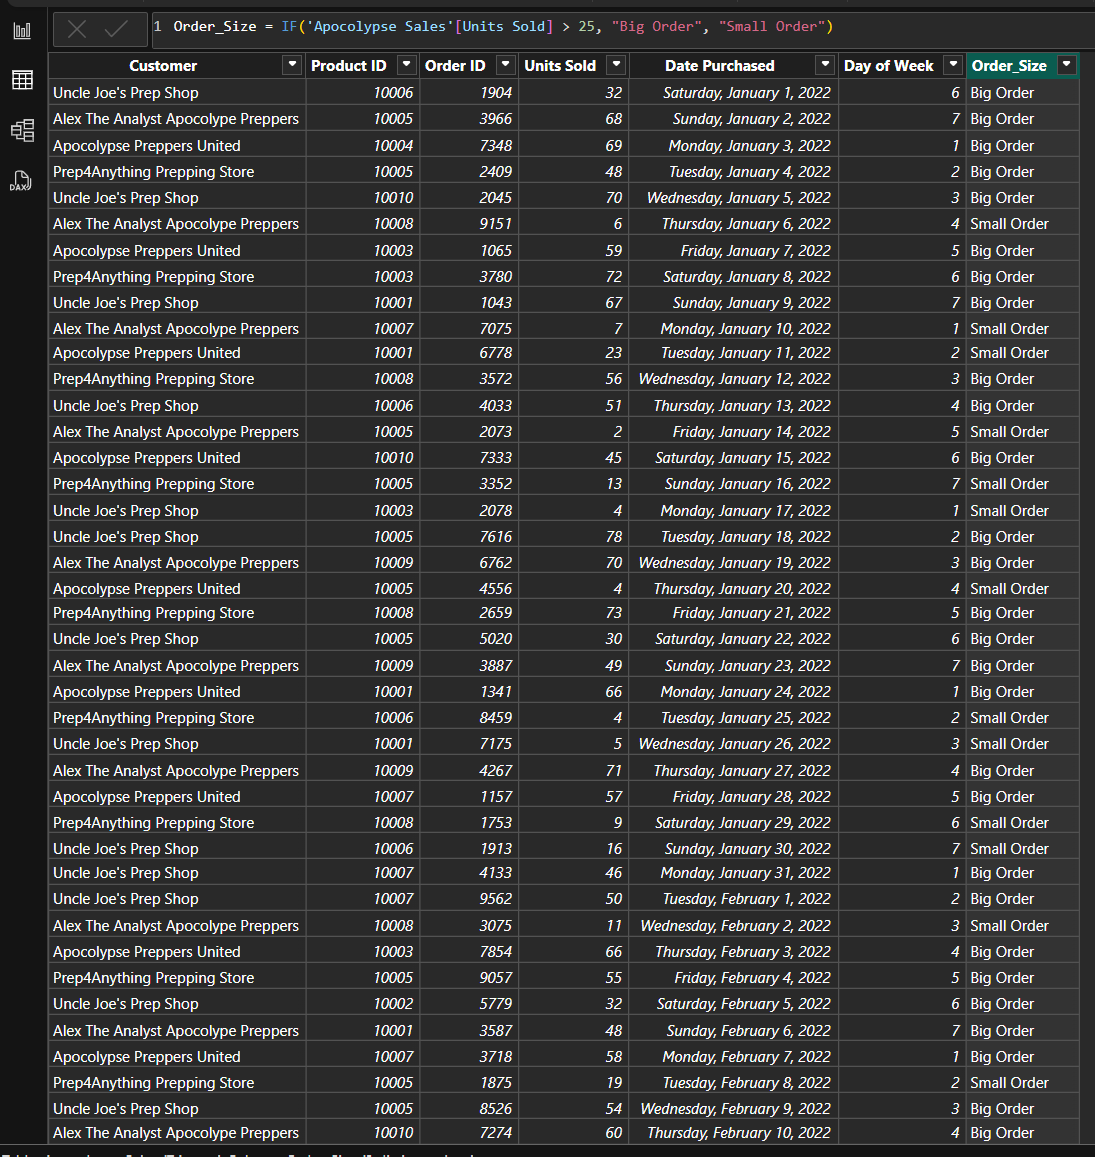 1 Order_Size = IF('Apocolypse Sales'[Units Sold] > 25, "Big Order", "Small Order")
Customer Product ID Order ID Units Sold Date Purchased Day of Week Order_Size
Uncle Joe's Prep Shop 10006 1904 32 Saturday, January 1, 2022 6 Big Order
Alex The Analyst Apocolype Preppers 10005 3966 68 Sunday, January 2, 2022 7 Big Order
Apocolypse Preppers United 10004 7348 69 Monday, January 3, 2022 1 Big Order
Prep4Anything Prepping Store 10005 2409 48 Tuesday, January 4, 2022 2 Big Order
Uncle Joe's Prep Shop 10010 2045 70 Wednesday, January 5, 2022 3 Big Order
Alex The Analyst Apocolype Preppers 10008 9151 6 Thursday, January 6, 2022 4 Small Order
Apocolypse Preppers United 10003 1065 59 Friday, January 7, 2022 5 Big Order
Prep4Anything Prepping Store 10003 3780 72 Saturday, January 8, 2022 6 Big Order
Uncle Joe's Prep Shop 10001 1043 67 Sunday, January 9, 2022 7 Big Order
Alex The Analyst Apocolype Preppers 10007 7075 7 Monday, January 10, 2022 1 Small Order
Apocolypse Preppers United 10001 6778 23 Tuesday, January 11, 2022 2 Small Order
Prep4Anything Prepping Store 10008 3572 56 Wednesday, January 12, 2022 3 Big Order
Uncle Joe's Prep Shop 10006 4033 51 Thursday, January 13, 2022 4 Big Order
Alex The Analyst Apocolype Preppers 10005 2073 2 Friday, January 14, 2022 5 Small Order
Apocolypse Preppers United 10010 7333 45 Saturday, January 15, 2022 6 Big Order
Prep4Anything Prepping Store 10005 3352 13 Sunday, January 16, 2022 7 Small Order
Uncle Joe's Prep Shop 10003 2078 4 Monday, January 17, 2022 1 Small Order
Uncle Joe's Prep Shop 10005 7616 78 Tuesday, January 18, 2022 2 Big Order
Alex The Analyst Apocolype Preppers 10009 6762 70 Wednesday, January 19, 2022 3 Big Order
Apocolypse Preppers United 10005 4556 4 Thursday, January 20, 2022 4 Small Order
Prep4Anything Prepping Store 10008 2659 73 Friday, January 21, 2022 5 Big Order
Uncle Joe's Prep Shop 10005 5020 30 Saturday, January 22, 2022 6 Big Order
Alex The Analyst Apocolype Preppers 10009 3887 49 Sunday, January 23, 2022 7 Big Order
Apocolypse Preppers United 10001 1341 66 Monday, January 24, 2022 1 Big Order
Prep4Anything Prepping Store 10006 8459 4 Tuesday, January 25, 2022 2 Small Order
Uncle Joe's Prep Shop 10001 7175 5 Wednesday, January 26, 2022 3 Small Order
Alex The Analyst Apocolype Preppers 10009 4267 71 Thursday, January 27, 2022 4 Big Order
Apocolypse Preppers United 10007 1157 57 Friday, January 28, 2022 5 Big Order
Prep4Anything Prepping Store 10008 1753 9 Saturday, January 29, 2022 6 Small Order
Uncle Joe's Prep Shop 10006 1913 16 Sunday, January 30, 2022 7 Small Order
Uncle Joe's Prep Shop 10007 4133 46 Monday, January 31, 2022 1 Big Order
Uncle Joe's Prep Shop 10007 9562 50 Tuesday, February 1, 2022 2 Big Order
Alex The Analyst Apocolype Preppers 10008 3075 11 Wednesday, February 2, 2022 3 Small Order
Apocolypse Preppers United 10003 7854 66 Thursday, February 3, 2022 4 Big Order
Prep4Anything Prepping Store 10005 9057 55 Friday, February 4, 2022 5 Big Order
Uncle Joe's Prep Shop 10002 5779 32 Saturday, February 5, 2022 6 Big Order
Alex The Analyst Apocolype Preppers 10001 3587 48 Sunday, February 6, 2022 7 Big Order
Apocolypse Preppers United 10007 3718 58 Monday, February 7, 2022 1 Big Order
Prep4Anything Prepping Store 10005 1875 19 Tuesday, February 8, 2022 2 Small Order
Uncle Joe's Prep Shop 10005 8526 54 Wednesday, February 9, 2022 3 Big Order
Alex The Analyst Apocolype Preppers 10010 7274 60 Thursday, February 10, 2022 4 Big Order
DAX